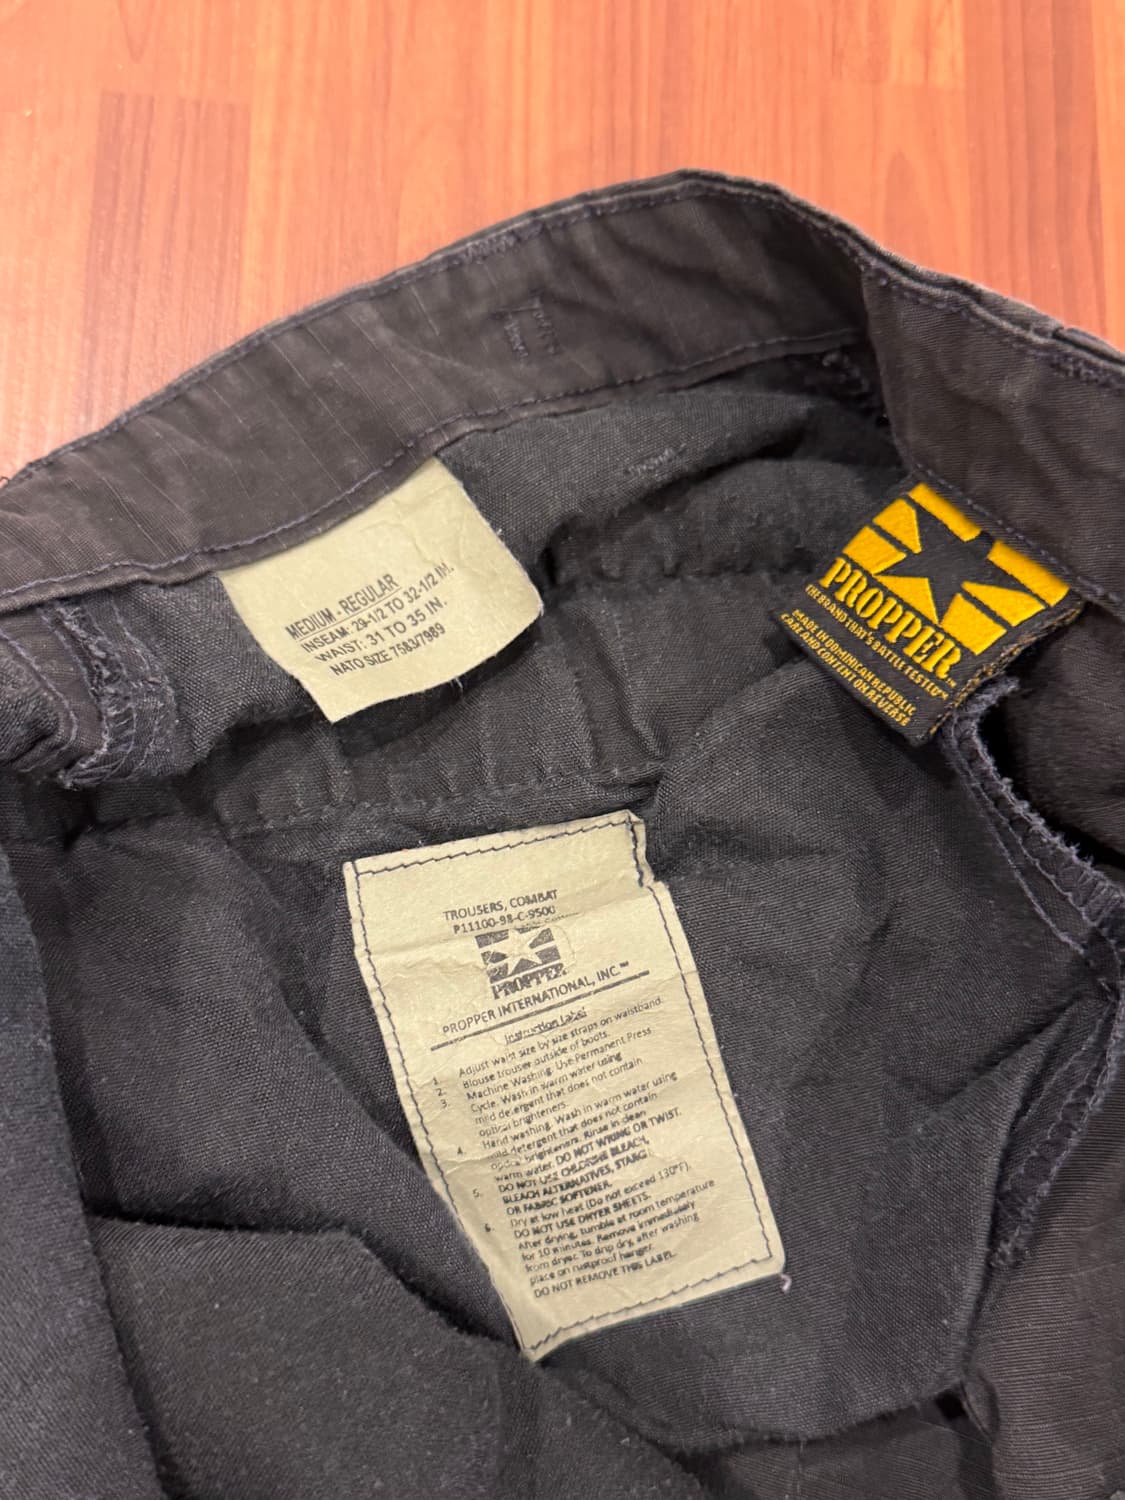 MEDIUM - REGULAR
INSEAM: 29-1/2 TO 32-1/2 IN.
WAIST: 31 TO 35 IN.
NATO SIZE 7583/7989
PROPPER
THE BRAND THAT'S BATTLE TESTED™
MADE IN DOMINICAN REPUBLIC
CARE AND CONTENT ON REVERSE
TROUSERS, COMBAT
P11100-98-C-9500
PROPPER
PROPPER INTERNATIONAL, INC.™
Instruction Label
1. Adjust waist size by size straps on waistband.
2. Blouse trouser outside of boots.
3. Machine Washing: Use Permanent Press
Cycle. Wash in warm water using
mild detergent that does not contain
optical brighteners.
4. Hand washing. Wash in warm water using
mild detergent that does not contain
optical brighteners. Rinse in clean
warm water. DO NOT WRING OR TWIST.
5. DO NOT USE CHLORINE BLEACH,
BLEACH ALTERNATIVES, STARCH
OR FABRIC SOFTENER.
6. Dry at low heat (Do not exceed 130°F).
DO NOT USE DRYER SHEETS.
After drying, tumble at room temperature
for 10 minutes. Remove immediately
from dryer. To drip dry, after washing
place on rustproof hanger.
DO NOT REMOVE THIS LABEL.